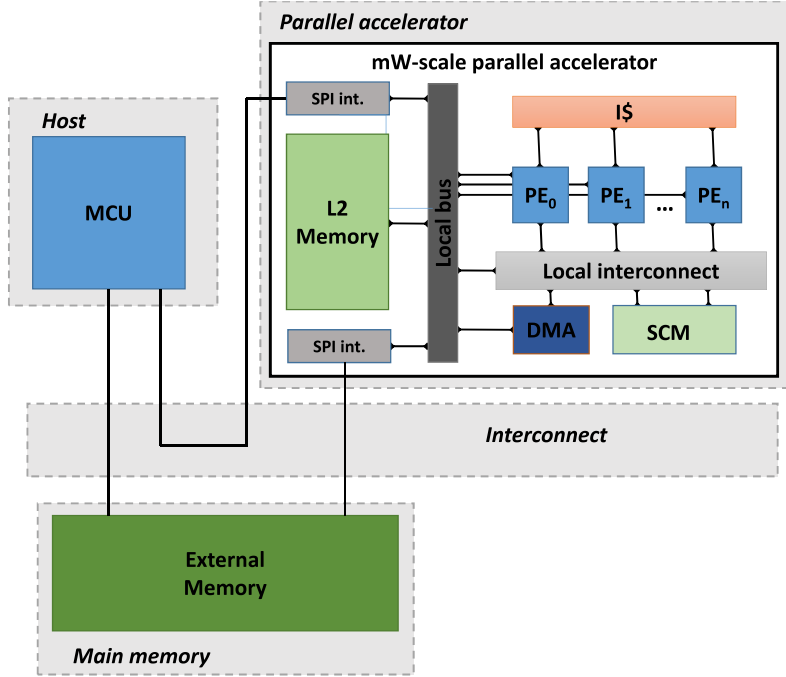 Parallel accelerator
mW-scale parallel accelerator
SPI int.
I$
Host
MCU
L2
Memory
Local bus
PE0
PE1
...
PEn
Local interconnect
SPI int.
DMA
SCM
Interconnect
External
Memory
Main memory